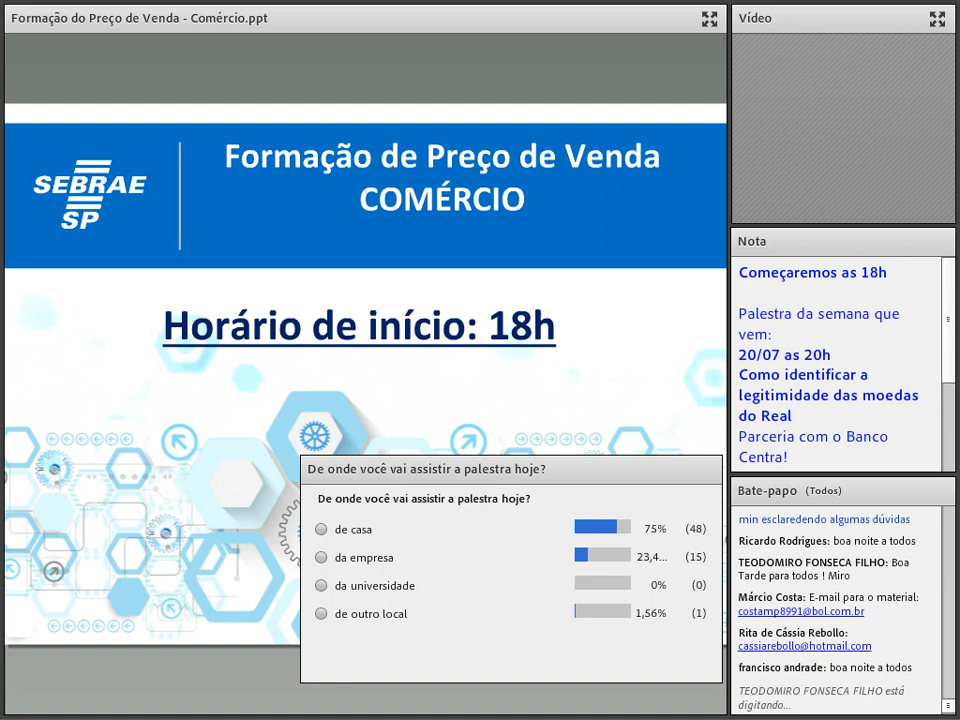 Formação do Preço de Venda - Comércio.ppt
SEBRAE
SP
Formação de Preço de Venda
COMÉRCIO
Horário de início: 18h
De onde você vai assistir a palestra hoje?
De onde você vai assistir a palestra hoje?
de casa 75% (48)
da empresa 23,4... (15)
da universidade 0% (0)
de outro local 1,56% (1)
Vídeo
Nota
Começaremos as 18h
Palestra da semana que
vem:
20/07 as 20h
Como identificar a
legitimidade das moedas
do Real
Parceria com o Banco
Centra!
Bate-papo (Todos)
min esclaredendo algumas dúvidas
Ricardo Rodrigues: boa noite a todos
TEODOMIRO FONSECA FILHO: Boa
Tarde para todos ! Miro
Márcio Costa: E-mail para o material:
costamp8991@bol.com.br
Rita de Cássia Rebollo:
cassiarebollo@hotmail.com
francisco andrade: boa noite a todos
TEODOMIRO FONSECA FILHO está
digitando...